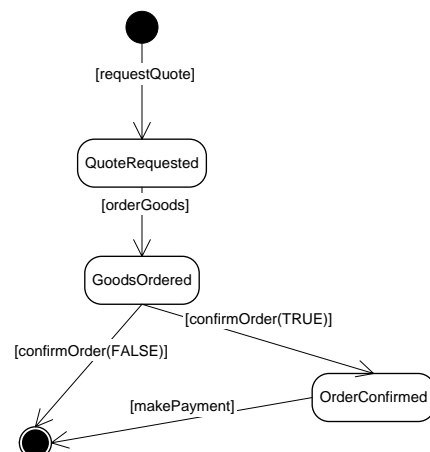 [requestQuote]
QuoteRequested
[orderGoods]
GoodsOrdered
[confirmOrder(TRUE)]
[confirmOrder(FALSE)]
OrderConfirmed
[makePayment]